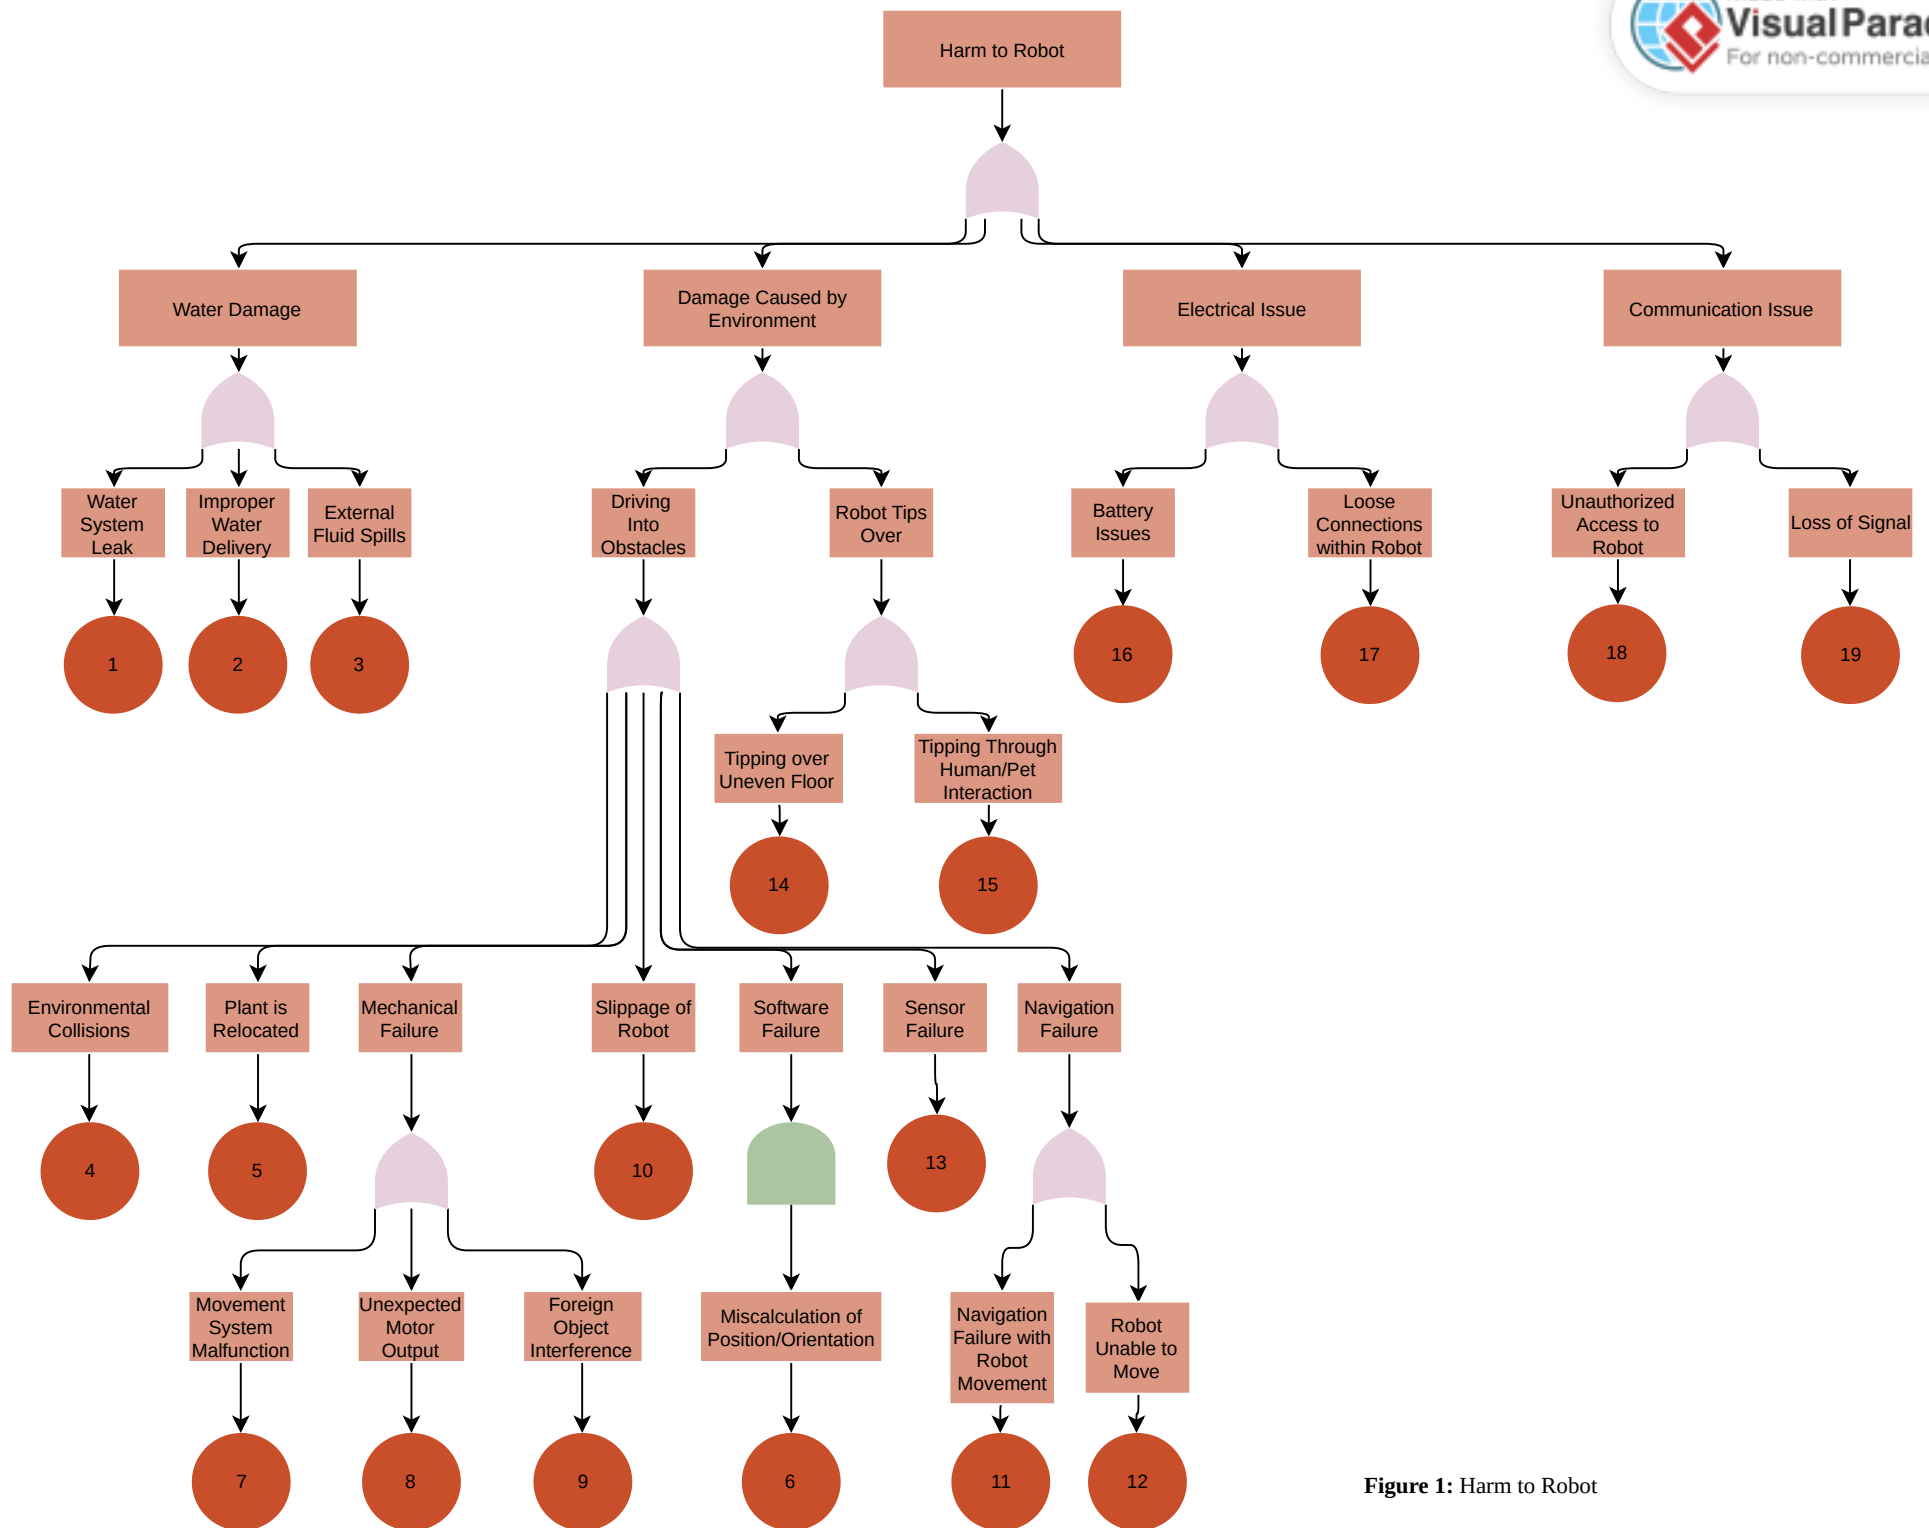 Harm to Robot
VisualParad
For non-commercia
Water Damage
Damage Caused by
Environment
Electrical Issue
Communication Issue
Water
System
Leak
Improper
Water
Delivery
External
Fluid Spills
Driving
Into
Obstacles
Robot Tips
Over
Battery
Issues
Loose
Connections
within Robot
Unauthorized
Access to
Robot
Loss of Signal
1
2
3
16
17
18
19
Tipping over
Uneven Floor
Tipping Through
Human/Pet
Interaction
14
15
Environmental
Collisions
Plant is
Relocated
Mechanical
Failure
Slippage of
Robot
Software
Failure
Sensor
Failure
Navigation
Failure
4
5
10
13
Movement
System
Malfunction
Unexpected
Motor
Output
Foreign
Object
Interference
Miscalculation of
Position/Orientation
Navigation
Failure with
Robot
Movement
Robot
Unable to
Move
7
8
9
6
11
12
Figure 1: Harm to Robot